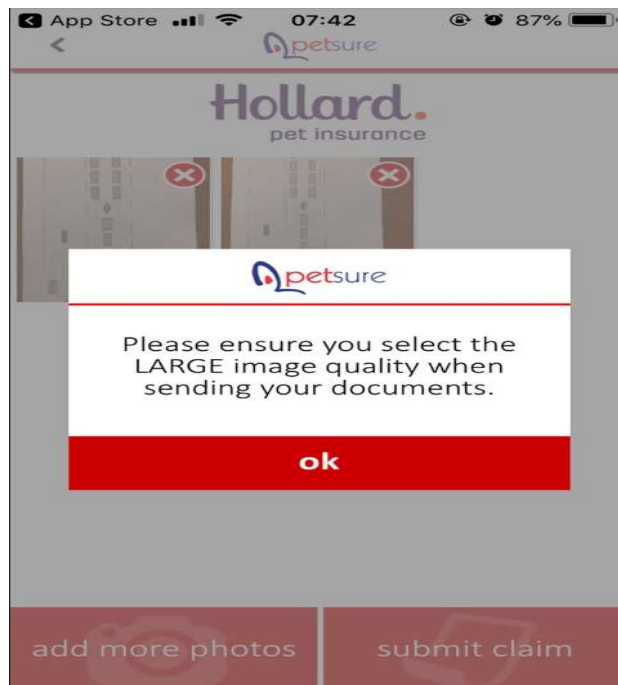 App Store 07:42 87%
petsure
Hollard.
pet insurance
petsure
Please ensure you select the
LARGE image quality when
sending your documents.
ok
add more photos submit claim